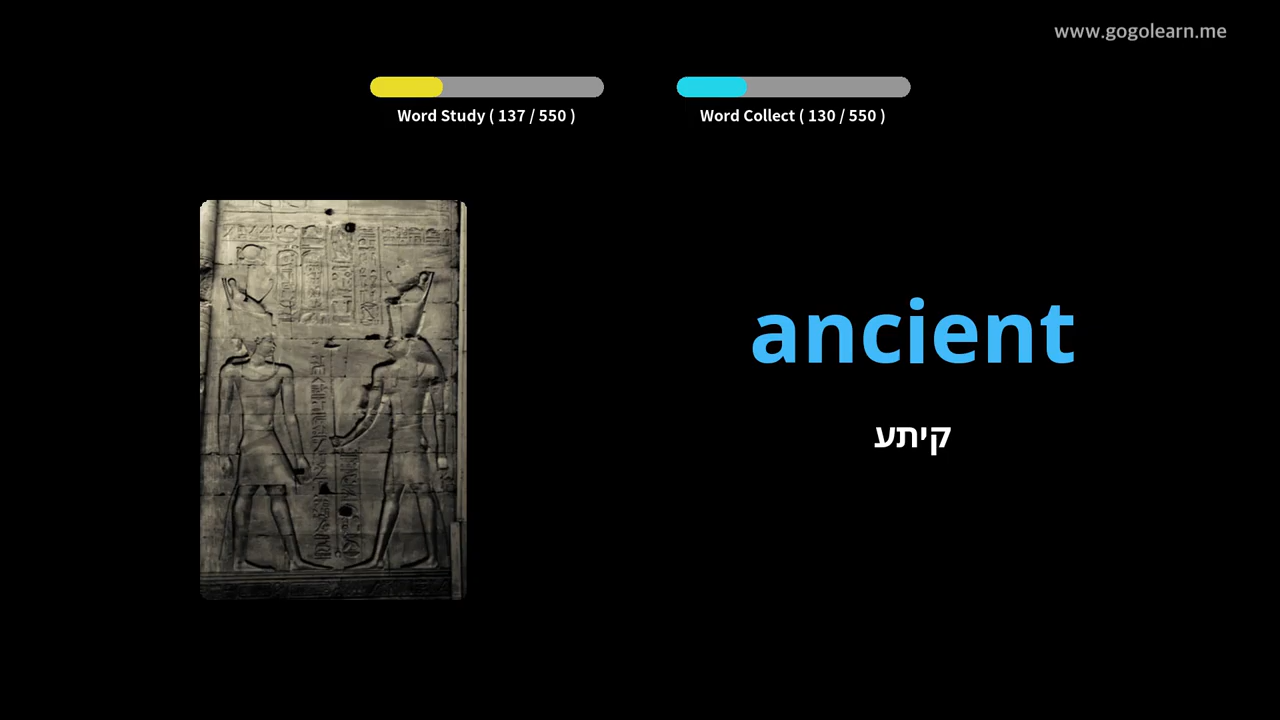 www.gogolearn.me
Word Study ( 137 / 550 )
Word Collect ( 130 / 550 )
ancient
קיתע